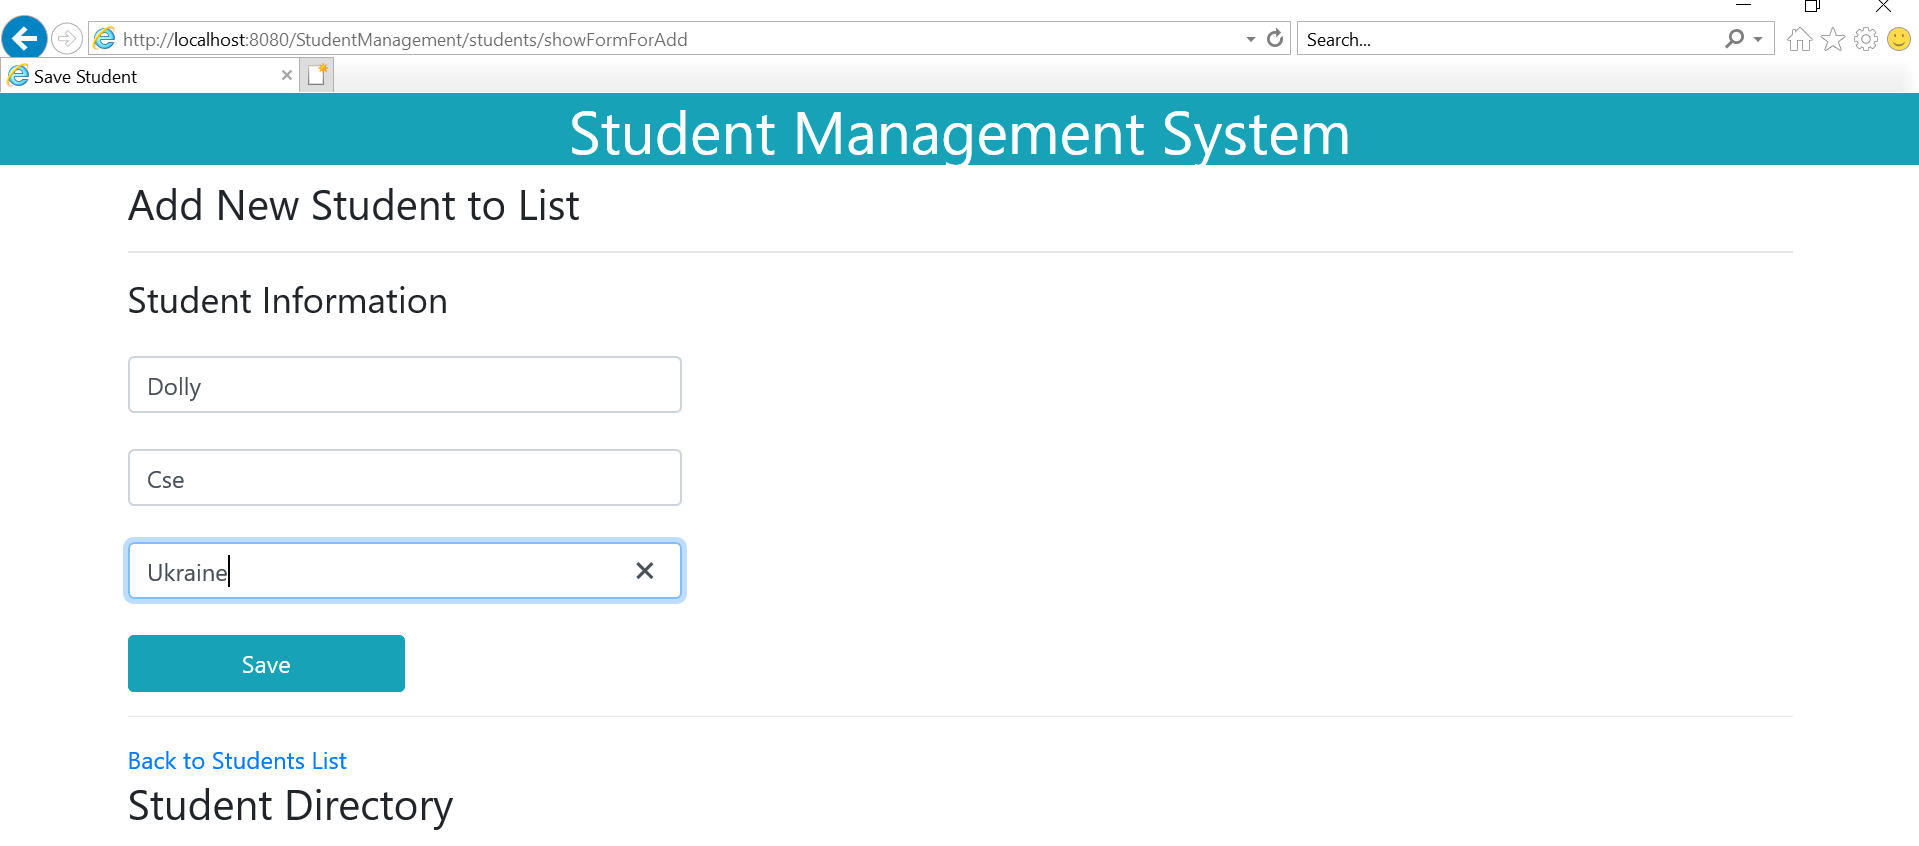 http://localhost:8080/StudentManagement/students/showFormForAdd
Search...
Save Student
Student Management System
Add New Student to List
Student Information
Dolly
Cse
Ukraine
Save
Back to Students List
Student Directory